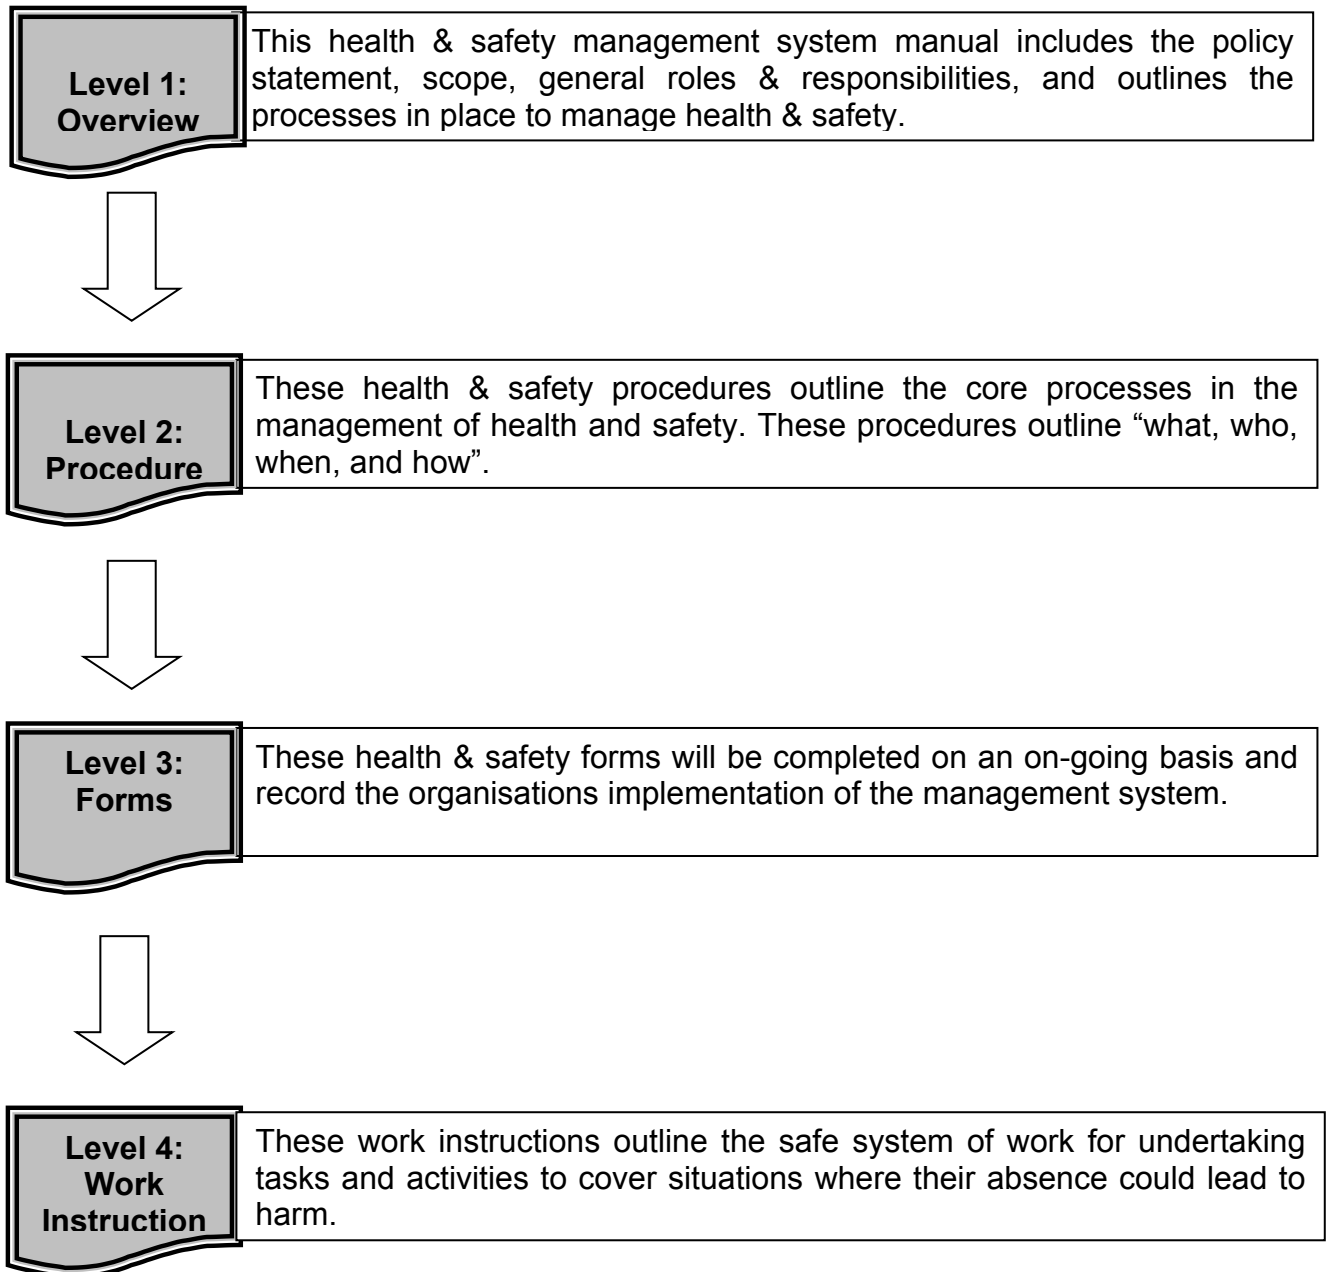 Level 1:
Overview
This health & safety management system manual includes the policy
statement, scope, general roles & responsibilities, and outlines the
processes in place to manage health & safety.
Level 2:
Procedure
These health & safety procedures outline the core processes in the
management of health and safety. These procedures outline “what, who,
when, and how”.
Level 3:
Forms
These health & safety forms will be completed on an on-going basis and
record the organisations implementation of the management system.
Level 4:
Work
Instruction
These work instructions outline the safe system of work for undertaking
tasks and activities to cover situations where their absence could lead to
harm.